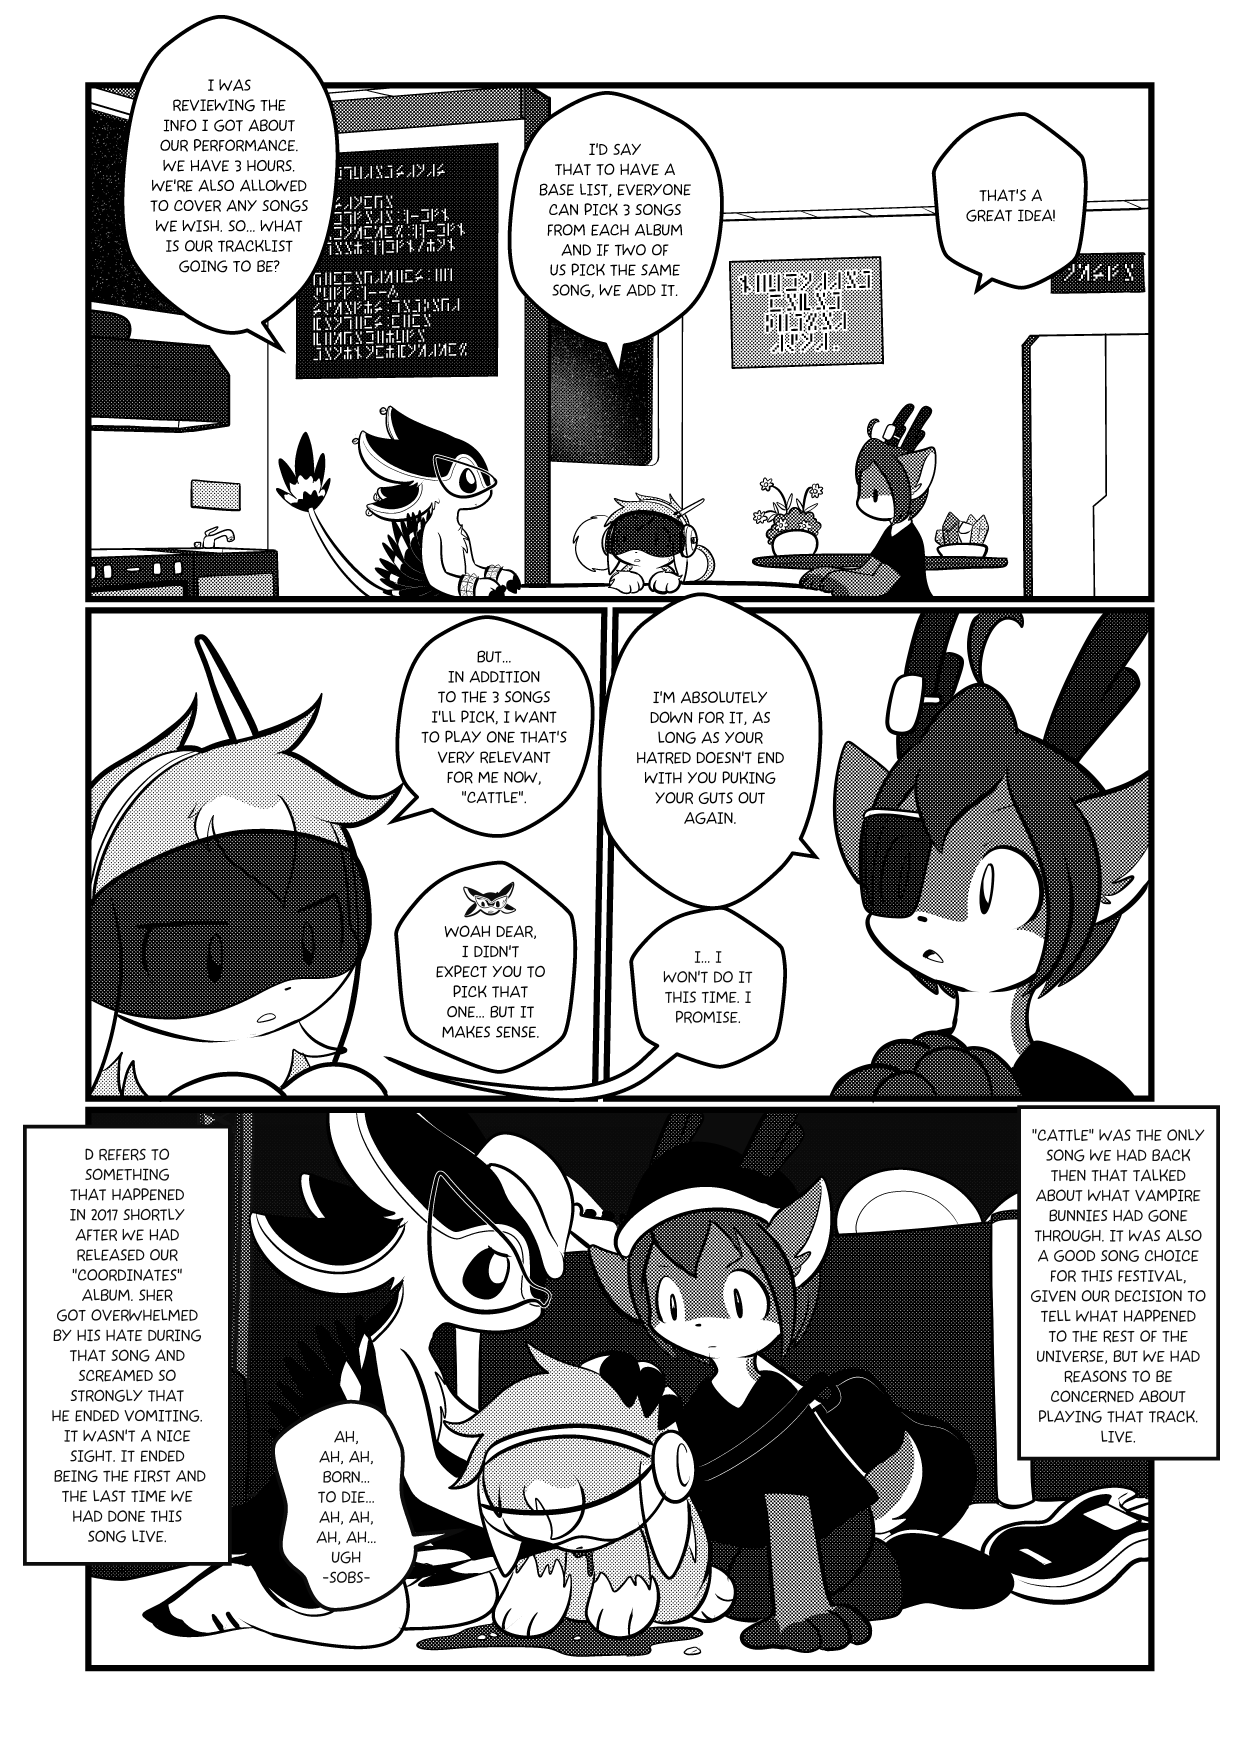 I WAS
REVIEWING THE
INFO I GOT ABOUT
OUR PERFORMANCE.
WE HAVE 3 HOURS.
WE'RE ALSO ALLOWED
TO COVER ANY SONGS
WE WISH. SO... WHAT
IS OUR TRACKLIST
GOING TO BE?
I'D SAY
THAT TO HAVE A
BASE LIST, EVERYONE
CAN PICK 3 SONGS
FROM EACH ALBUM
AND IF TWO OF
US PICK THE SAME
SONG, WE ADD IT.
THAT'S A
GREAT IDEA!
BUT...
IN ADDITION
TO THE 3 SONGS
I'LL PICK, I WANT
TO PLAY ONE THAT'S
VERY RELEVANT
FOR ME NOW,
"CATTLE".
WOAH DEAR,
I DIDN'T
EXPECT YOU TO
PICK THAT
ONE... BUT IT
MAKES SENSE.
I'M ABSOLUTELY
DOWN FOR IT, AS
LONG AS YOUR
HATRED DOESN'T END
WITH YOU PUKING
YOUR GUTS OUT
AGAIN.
I... I
WON'T DO IT
THIS TIME. I
PROMISE.
D REFERS TO
SOMETHING
THAT HAPPENED
IN 2017 SHORTLY
AFTER WE HAD
RELEASED OUR
"COORDINATES"
ALBUM. SHER
GOT OVERWHELMED
BY HIS HATE DURING
THAT SONG AND
SCREAMED SO
STRONGLY THAT
HE ENDED VOMITING.
IT WASN'T A NICE
SIGHT. IT ENDED
BEING THE FIRST AND
THE LAST TIME WE
HAD DONE THIS
SONG LIVE.
AH,
AH, AH,
BORN...
TO DIE...
AH, AH,
AH, AH...
UGH
-SOBS-
"CATTLE" WAS THE ONLY
SONG WE HAD BACK
THEN THAT TALKED
ABOUT WHAT VAMPIRE
BUNNIES HAD GONE
THROUGH. IT WAS ALSO
A GOOD SONG CHOICE
FOR THIS FESTIVAL,
GIVEN OUR DECISION TO
TELL WHAT HAPPENED
TO THE REST OF THE
UNIVERSE, BUT WE HAD
REASONS TO BE
CONCERNED ABOUT
PLAYING THAT TRACK
LIVE.